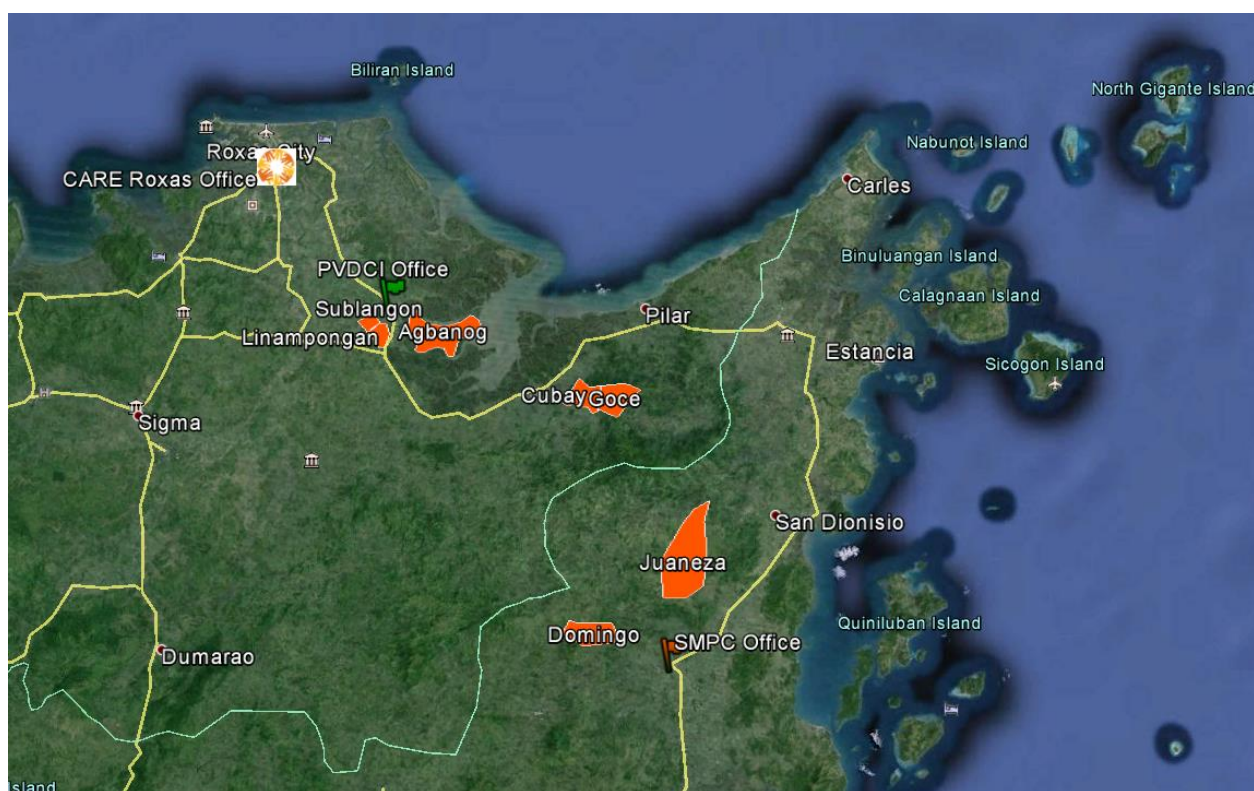 Biliran Island
North Gigante Island
Roxas City
Nabunot Island
CARE Roxas Office
Carles
Binuluangan Island
PVDCI Office
Calagnaan Island
Sublangon
Pilar
Linampongan
Agbanog
Estancia
Sicogon Island
Cubay
Goce
Sigma
San Dionisio
Juaneza
Quiniluban Island
Domingo
SMPC Office
Dumarao
Island